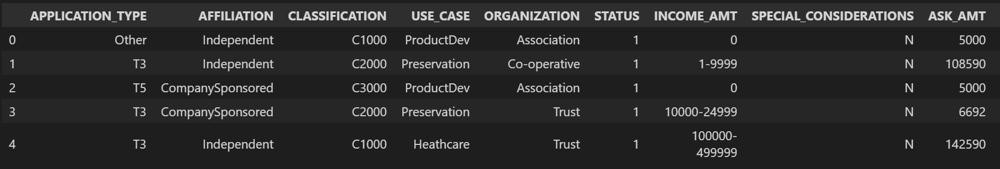 APPLICATION_TYPE AFFILIATION CLASSIFICATION USE_CASE ORGANIZATION STATUS INCOME_AMT SPECIAL_CONSIDERATIONS ASK_AMT
0 Other Independent C1000 ProductDev Association 1 0 N 5000
1 T3 Independent C2000 Preservation Co-operative 1 1-9999 N 108590
2 T5 CompanySponsored C3000 ProductDev Association 1 0 N 5000
3 T3 CompanySponsored C2000 Preservation Trust 1 10000-24999 N 6692
4 T3 Independent C1000 Heathcare Trust 1 100000-
499999 N 142590